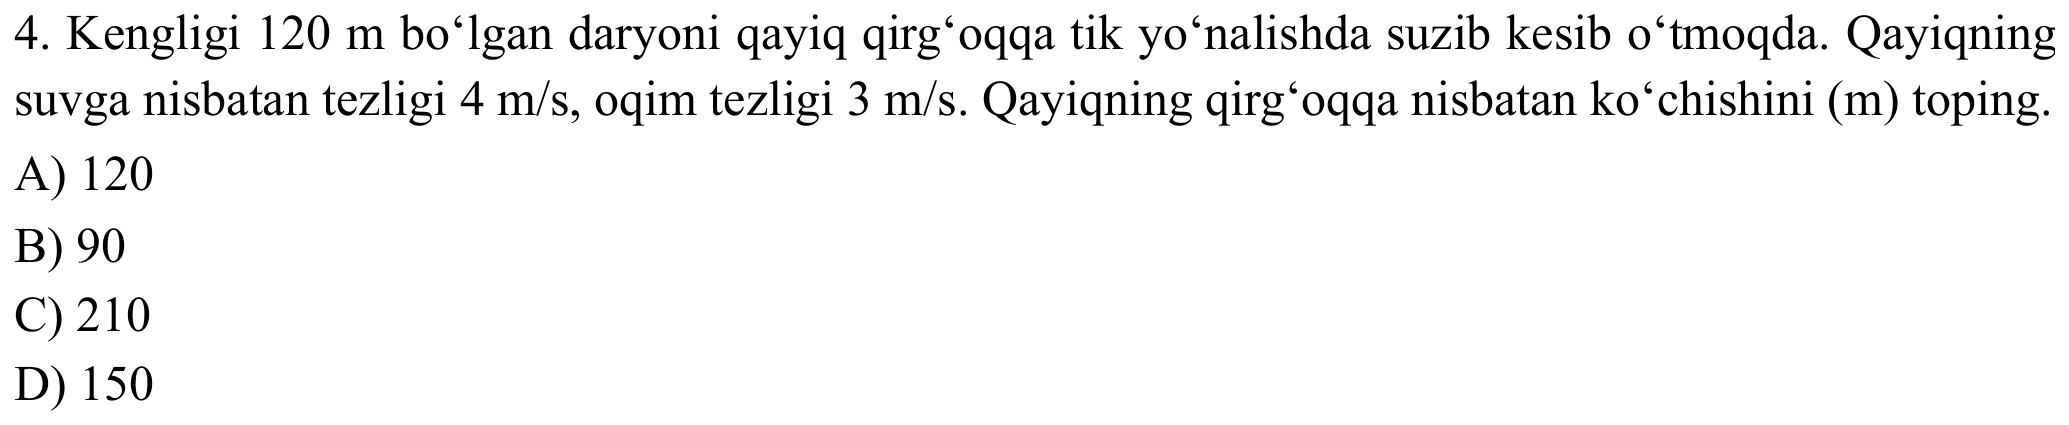 4. Kengligi 120 m bo‘lgan daryoni qayiq qirg‘oqqa tik yo‘nalishda suzib kesib o‘tmoqda. Qayiqning
suvga nisbatan tezligi 4 m/s, oqim tezligi 3 m/s. Qayiqning qirg‘oqqa nisbatan ko‘chishini (m) toping.
A) 120
B) 90
C) 210
D) 150